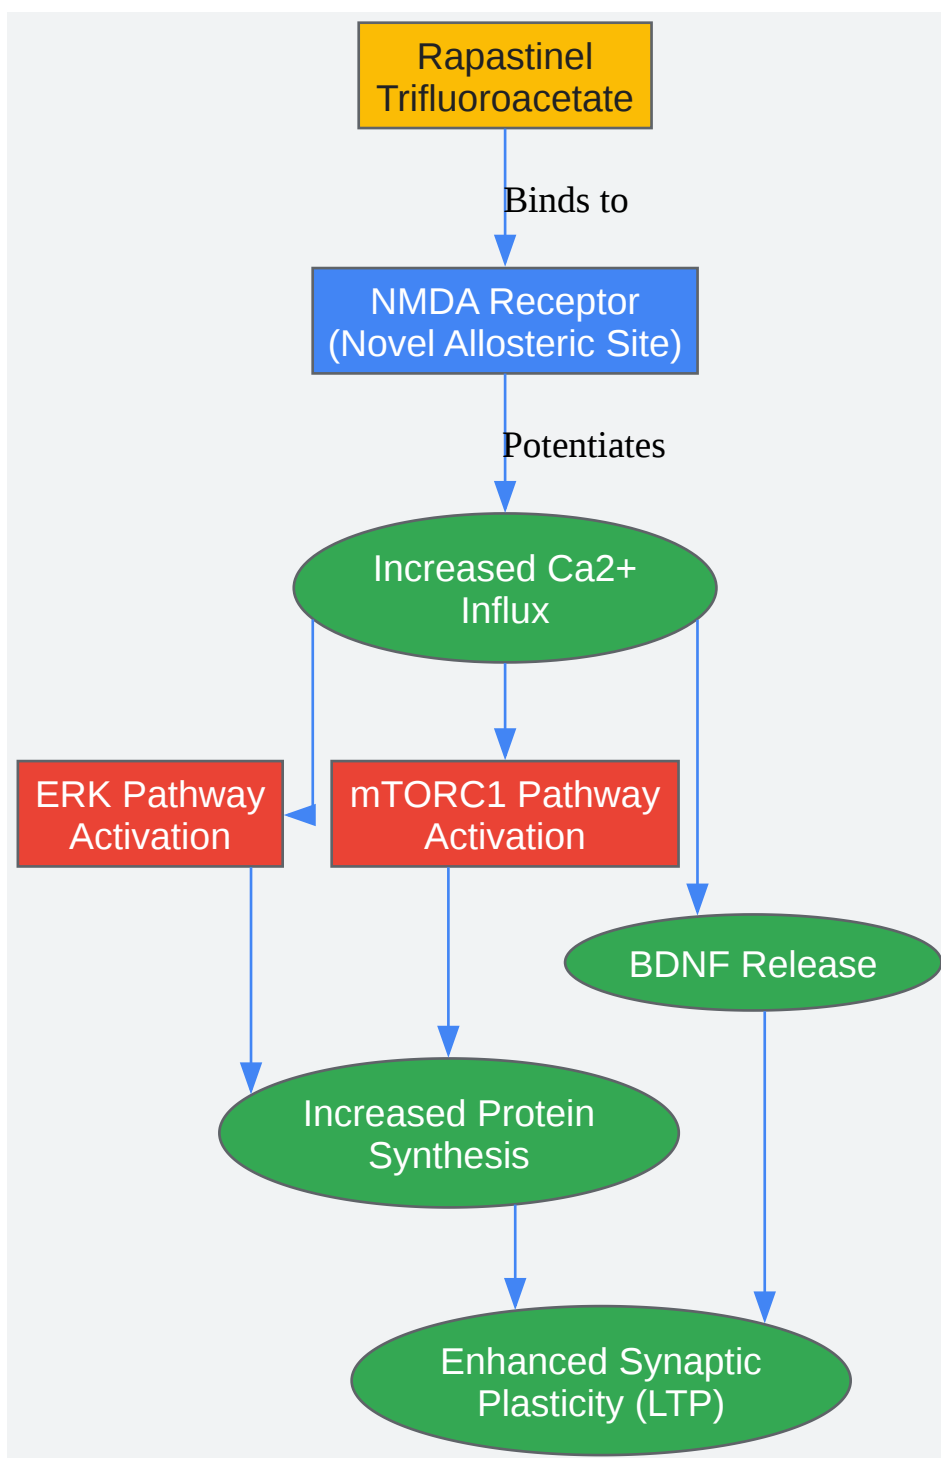 Rapastinel
Trifluoroacetate
Binds to
NMDA Receptor
(Novel Allosteric Site)
Potentiates
Increased Ca2+
Influx
ERK Pathway
Activation
mTORC1 Pathway
Activation
BDNF Release
Increased Protein
Synthesis
Enhanced Synaptic
Plasticity (LTP)